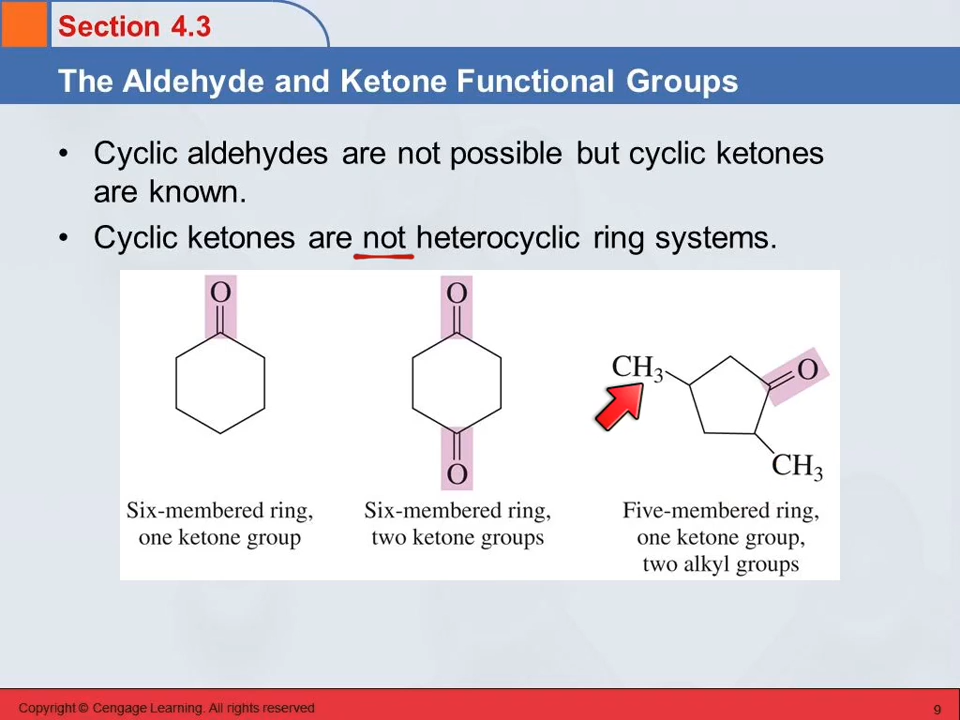 Section 4.3
The Aldehyde and Ketone Functional Groups
• Cyclic aldehydes are not possible but cyclic ketones
are known.
• Cyclic ketones are not heterocyclic ring systems.
O
O
O
CH3
O
CH3
Six-membered ring,
one ketone group
Six-membered ring,
two ketone groups
Five-membered ring,
one ketone group,
two alkyl groups
Copyright © Cengage Learning. All rights reserved
9